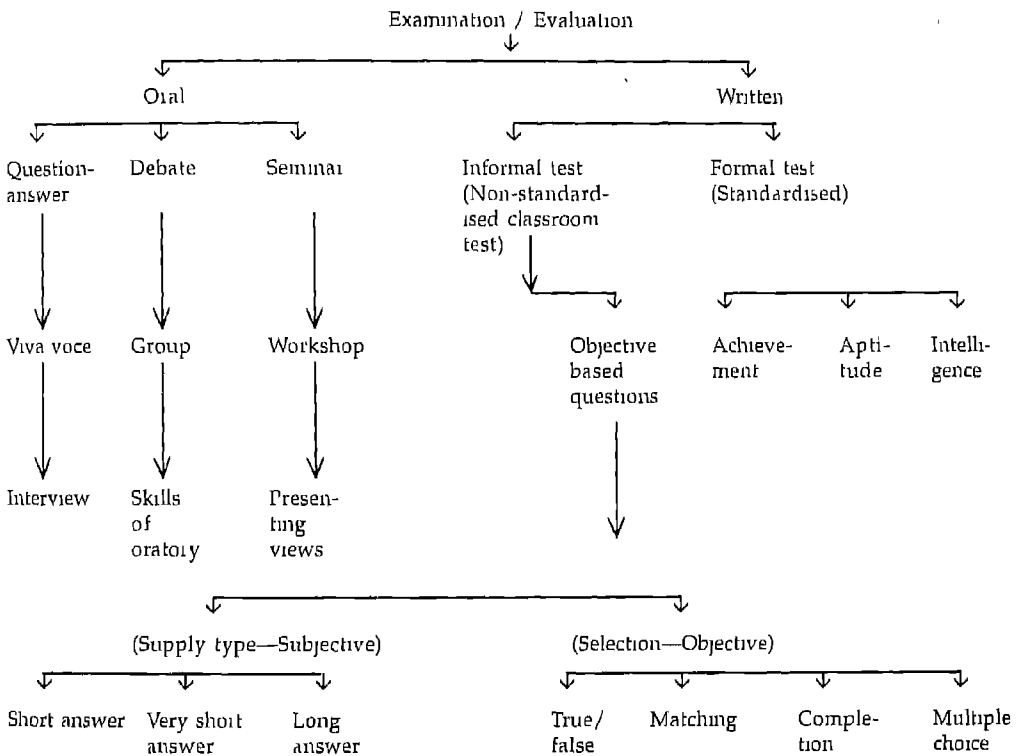 Examination / Evaluation
Oral
Written
Question-
answer
Debate
Seminar
Informal test
(Non-standard-
ised classroom
test)
Formal test
(Standardised)
Viva voce
Group
Workshop
Objective
based
questions
Achieve-
ment
Apti-
tude
Intelli-
gence
Interview
Skills
of
oratory
Presen-
ting
views
(Supply type—Subjective)
(Selection—Objective)
Short answer
Very short
answer
Long
answer
True/
false
Matching
Comple-
tion
Multiple
choice